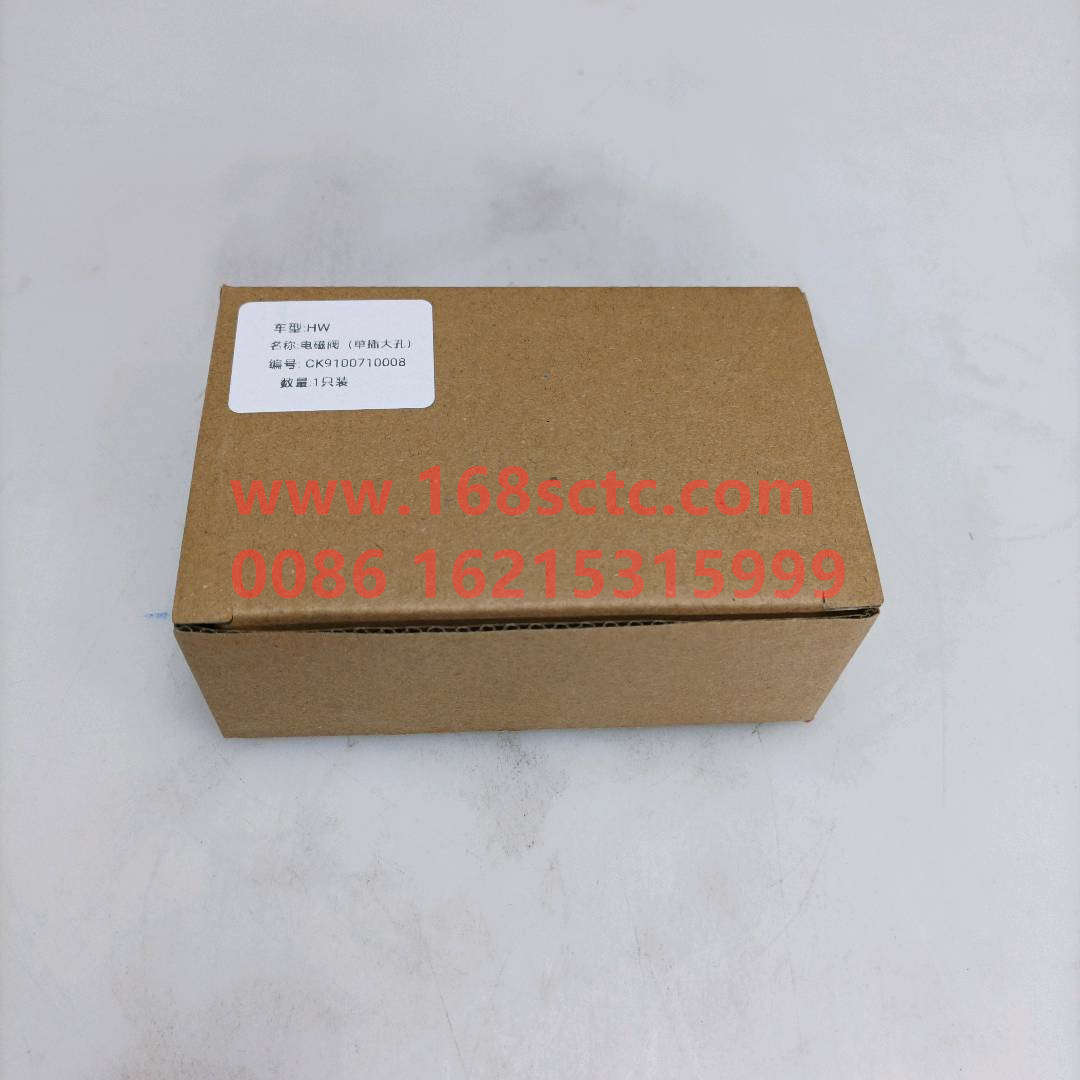 车型:HW
名称:电磁阀（单插大孔）
编号: CK9100710008
数量:1只装
www.168sctc.com
0086 16215315999